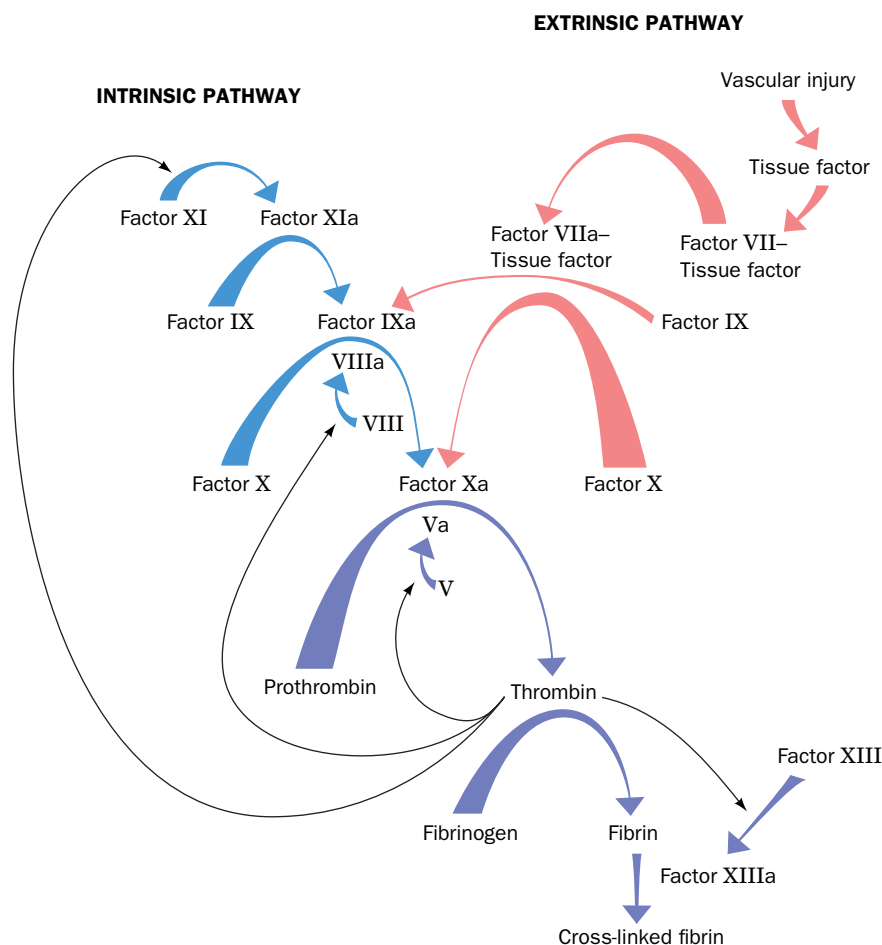 EXTRINSIC PATHWAY
INTRINSIC PATHWAY
Vascular injury
Tissue factor
Factor XI
Factor XIa
Factor VIIa–
Tissue factor
Factor VII–
Tissue factor
Factor IX
Factor IXa
Factor IX
VIIIa
VIII
Factor X
Factor Xa
Factor X
Va
V
Prothrombin
Thrombin
Factor XIII
Fibrinogen
Fibrin
Factor XIIIa
Cross-linked fibrin